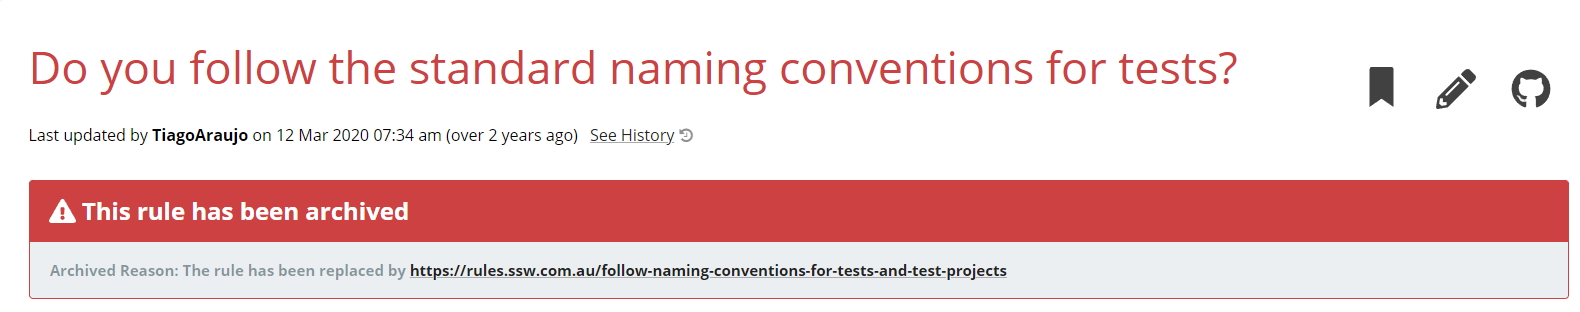 Do you follow the standard naming conventions for tests?
Last updated by TiagoAraujo on 12 Mar 2020 07:34 am (over 2 years ago) See History
This rule has been archived
Archived Reason: The rule has been replaced by https://rules.ssw.com.au/follow-naming-conventions-for-tests-and-test-projects